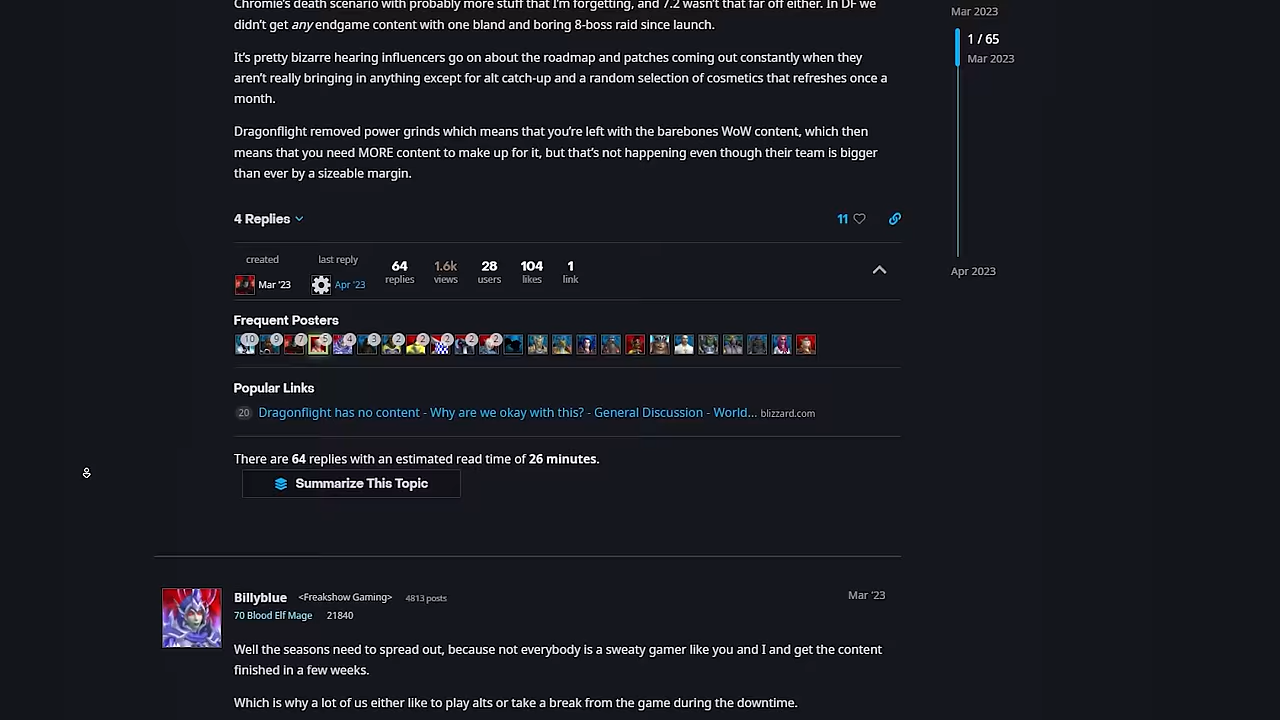 Chromie's death scenario with probably more stuff that I'm forgetting, and 7.2 wasn't that far off either. In DF we
didn't get any endgame content with one bland and boring 8-boss raid since launch.
It's pretty bizarre hearing influencers go on about the roadmap and patches coming out constantly when they
aren't really bringing in anything except for alt catch-up and a random selection of cosmetics that refreshes once a
month.
Dragonflight removed power grinds which means that you're left with the barebones WoW content, which then
means that you need MORE content to make up for it, but that's not happening even though their team is bigger
than ever by a sizeable margin.
4 Replies
11
created
last reply
64
1.6k
28
104
1
Mar '23
Apr '23
replies
views
users
likes
link
Frequent Posters
10 9 7 5 4 3 2 2 2 2 2
Popular Links
20 Dragonflight has no content - Why are we okay with this? - General Discussion - World... blizzard.com
There are 64 replies with an estimated read time of 26 minutes.
Summarize This Topic
Billyblue <Freakshow Gaming> 4813 posts
Mar '23
70 Blood Elf Mage 21840
Well the seasons need to spread out, because not everybody is a sweaty gamer like you and I and get the content
finished in a few weeks.
Which is why a lot of us either like to play alts or take a break from the game during the downtime.
Mar 2023
1 / 65
Mar 2023
Apr 2023